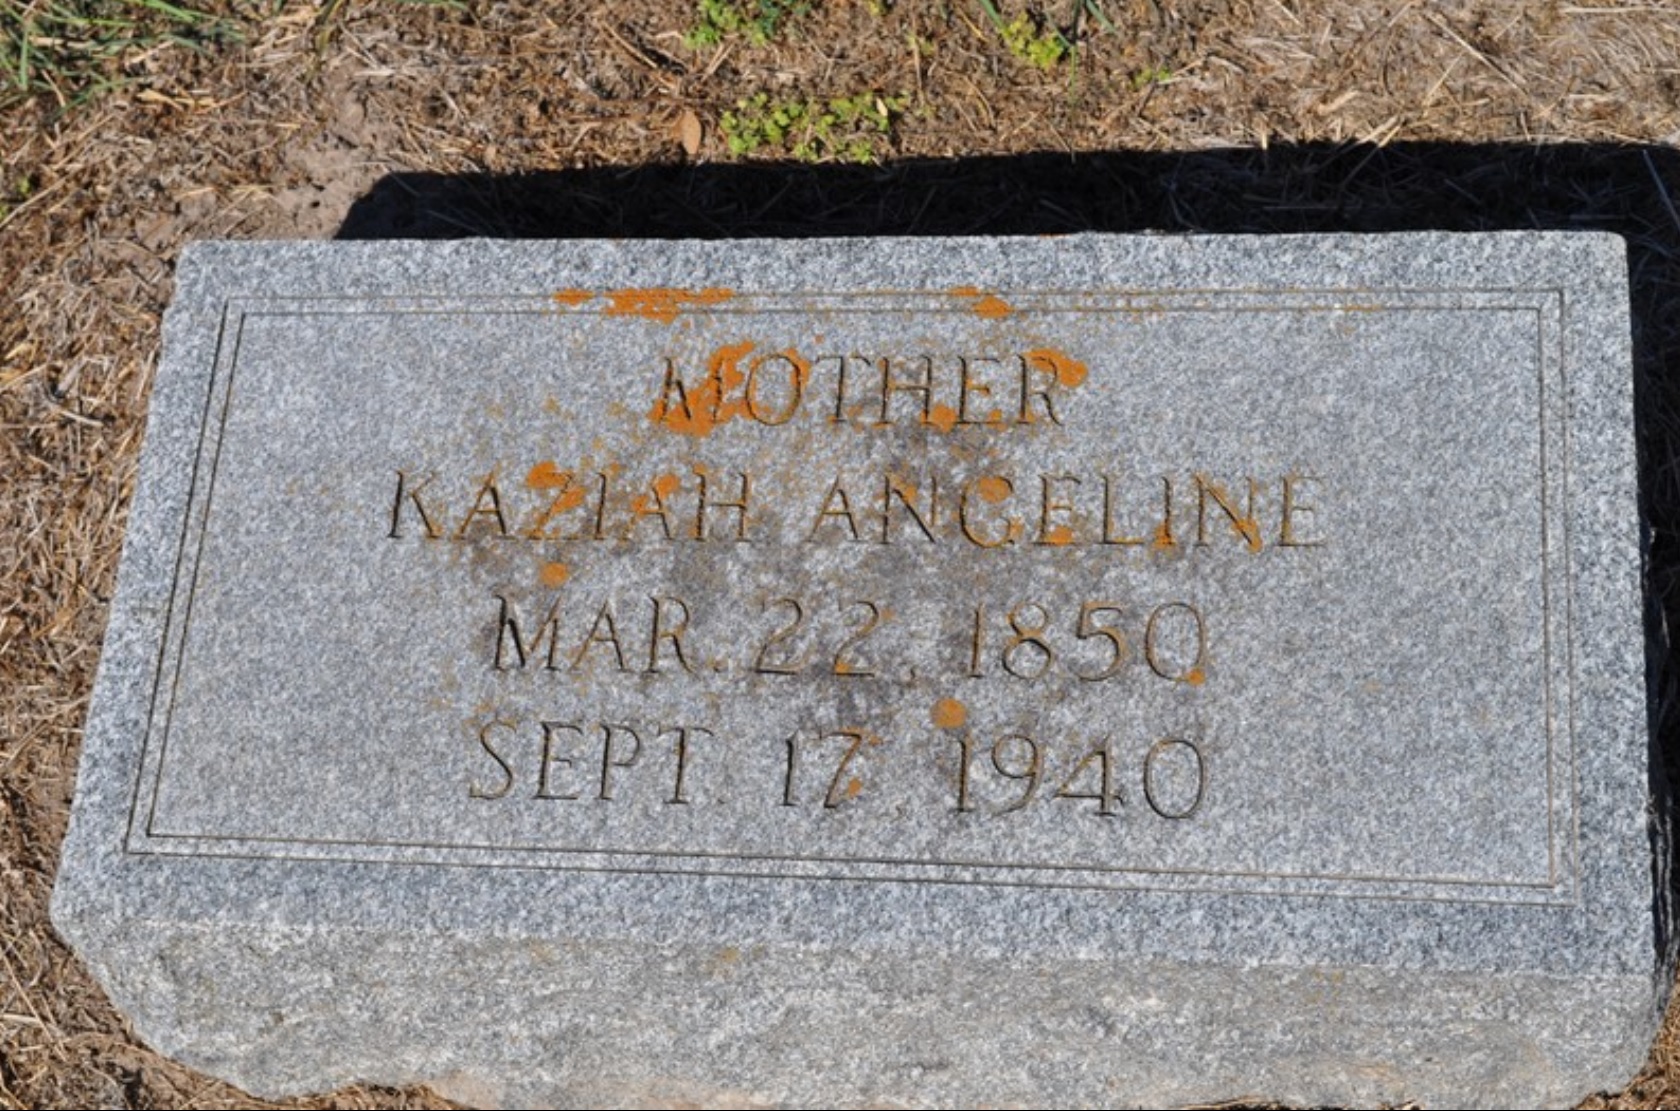 MOTHER
KAZIAH ANGELINE
MAR. 22, 1850
SEPT. 17, 1940